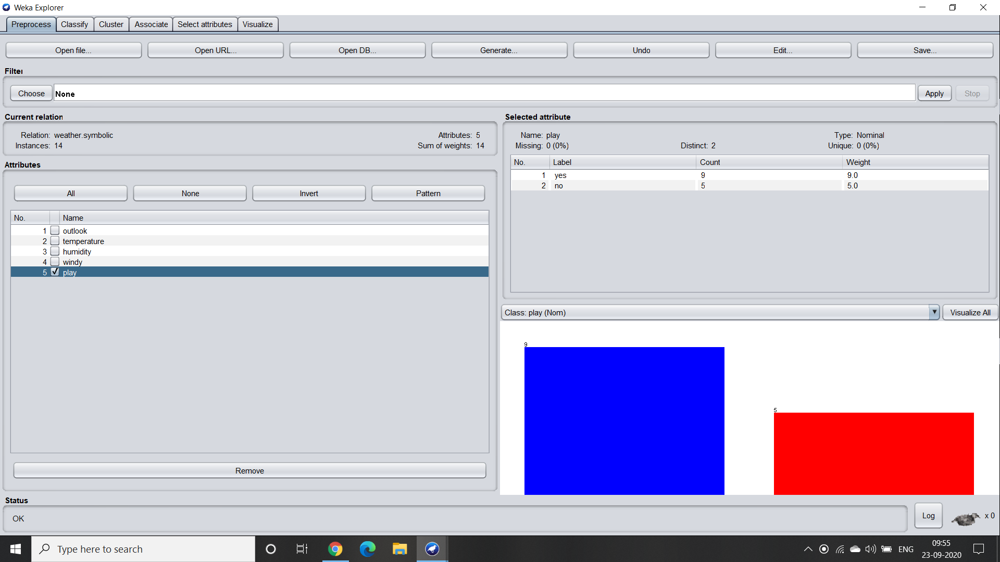 Weka Explorer
Preprocess Classify Cluster Associate Select attributes Visualize
Open file... Open URL... Open DB... Generate... Undo Edit... Save...
Filter
Choose None Apply Stop
Current relation
Relation: weather.symbolic Attributes: 5
Instances: 14 Sum of weights: 14
Attributes
All None Invert Pattern
No. Name
1 outlook
2 temperature
3 humidity
4 windy
5 play
Remove
Selected attribute
Name: play Type: Nominal
Missing: 0 (0%) Distinct: 2 Unique: 0 (0%)
No. Label Count Weight
1 yes 9 9.0
2 no 5 5.0
Class: play (Nom) Visualize All
9
5
Status
OK
Log x 0
Type here to search
ENG
09:55
23-09-2020